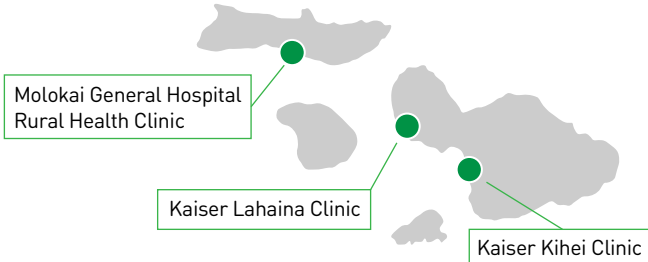 Molokai General Hospital
Rural Health Clinic
Kaiser Lahaina Clinic
Kaiser Kihei Clinic